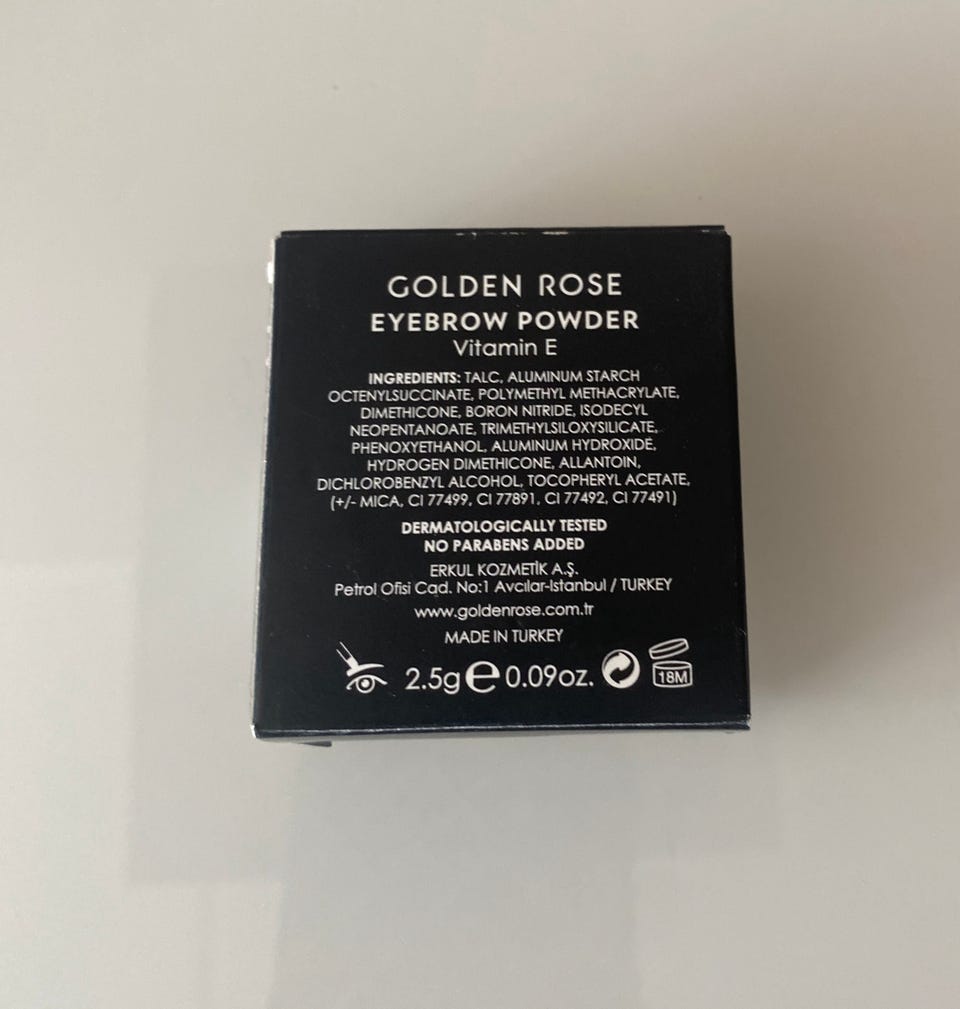 GOLDEN ROSE
EYEBROW POWDER
Vitamin E
INGREDIENTS: TALC, ALUMINUM STARCH
OCTENYLSUCCINATE, POLYMETHYL METHACRYLATE,
DIMETHICONE, BORON NITRIDE, ISODECYL
NEOPENTANOATE, TRIMETHYLSILOXYSILICATE,
PHENOXYETHANOL, ALUMINUM HYDROXIDE,
HYDROGEN DIMETHICONE, ALLANTOIN,
DICHLOROBENZYL ALCOHOL, TOCOPHERYL ACETATE,
(+/- MICA, CI 77499, CI 77891, CI 77492, CI 77491)
DERMATOLOGICALLY TESTED
NO PARABENS ADDED
ERKUL KOZMETİK A.Ş.
Petrol Ofisi Cad. No:1 Avcılar-Istanbul / TURKEY
www.goldenrose.com.tr
MADE IN TURKEY
2.5g e 0.09oz. 18M